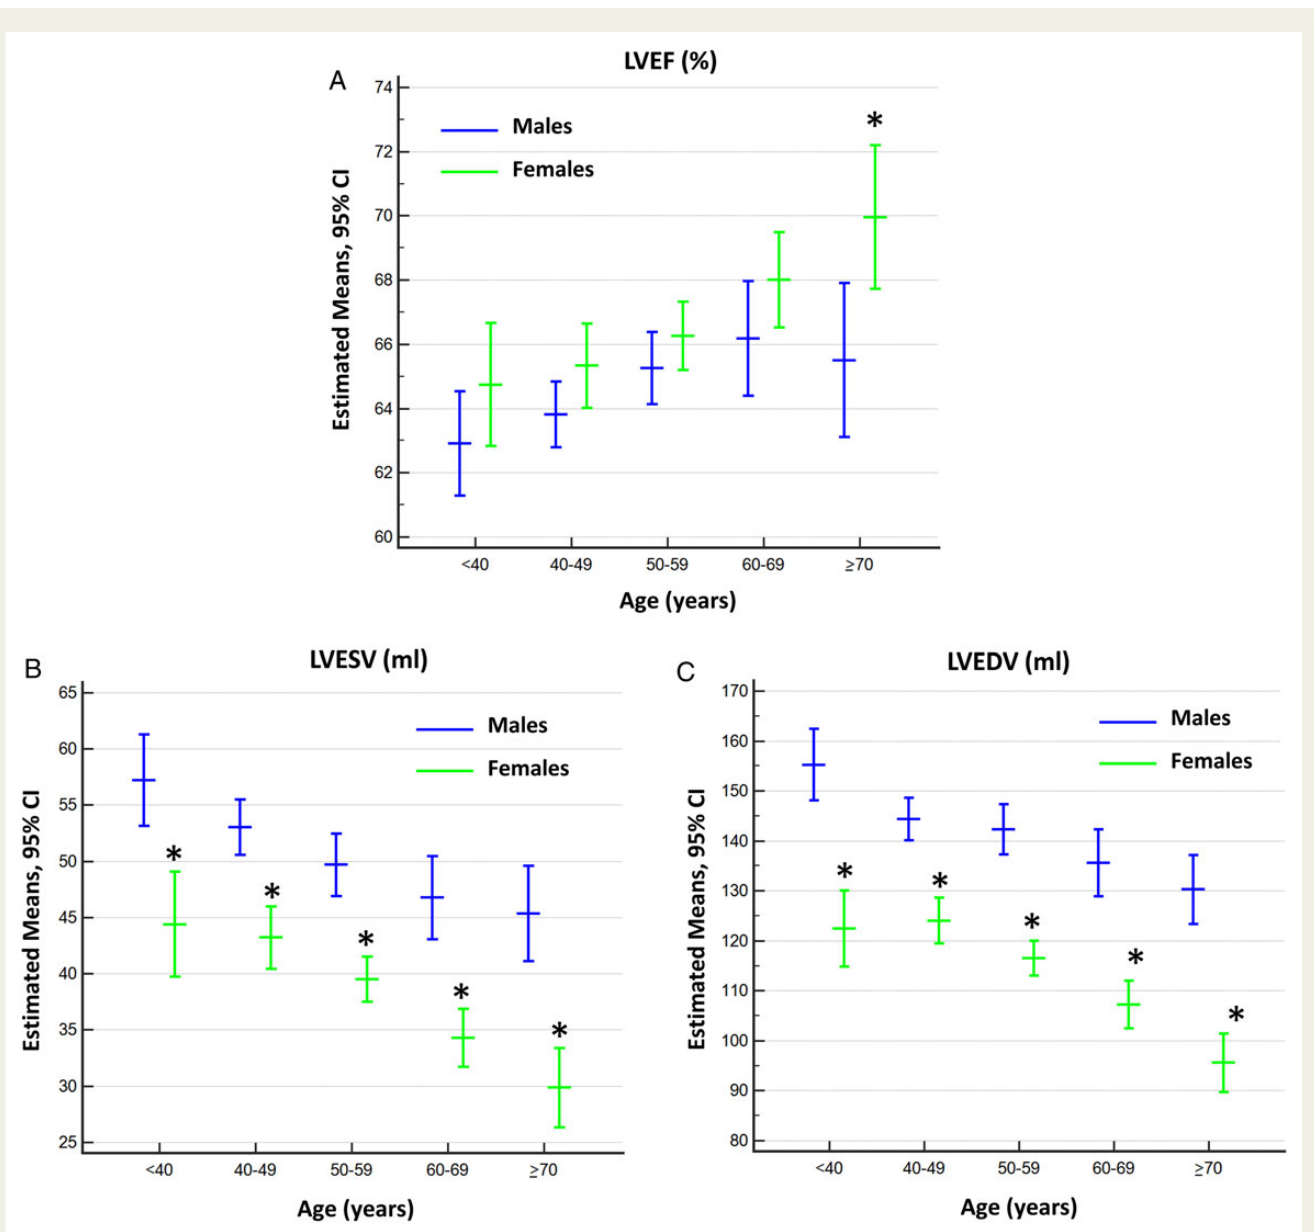 LVEF (%)
A
74
72
70
68
66
64
62
60
Estimated Means, 95% CI
Males
Females
*
<40 40-49 50-59 60-69 ≥70
Age (years)
B
LVESV (ml)
65
60
55
50
45
40
35
30
25
Estimated Means, 95% CI
Males
Females
*
*
*
*
*
<40 40-49 50-59 60-69 ≥70
Age (years)
C
LVEDV (ml)
170
160
150
140
130
120
110
100
90
80
Estimated Means, 95% CI
Males
Females
*
*
*
*
*
<40 40-49 50-59 60-69 ≥70
Age (years)